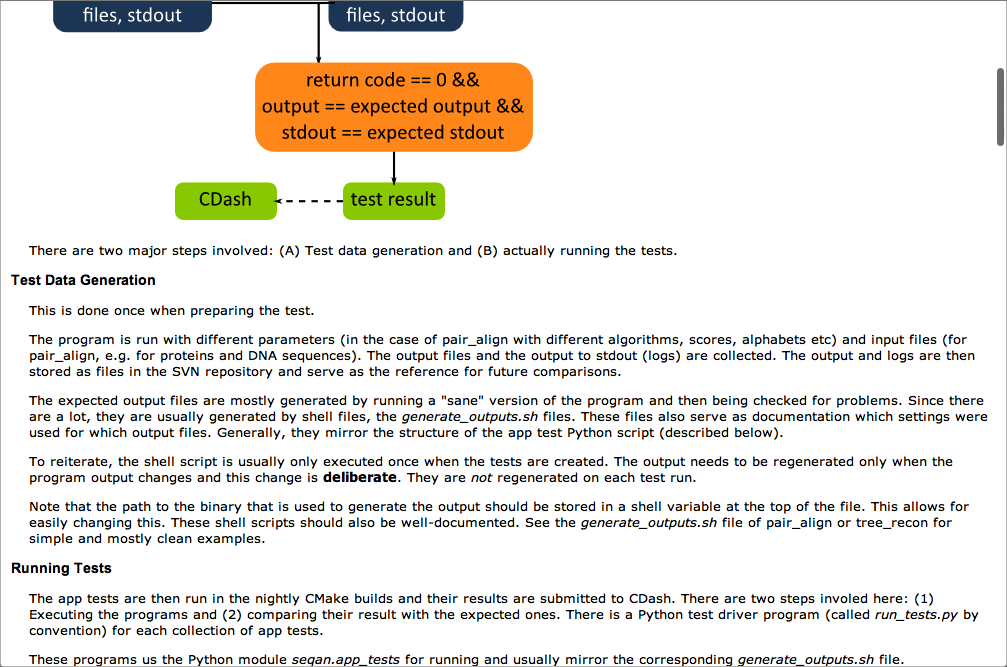 files, stdout
files, stdout
return code == 0 &&
output == expected output &&
stdout == expected stdout
CDash
test result
There are two major steps involved: (A) Test data generation and (B) actually running the tests.
Test Data Generation
This is done once when preparing the test.
The program is run with different parameters (in the case of pair_align with different algorithms, scores, alphabets etc) and input files (for
pair_align, e.g. for proteins and DNA sequences). The output files and the output to stdout (logs) are collected. The output and logs are then
stored as files in the SVN repository and serve as the reference for future comparisons.
The expected output files are mostly generated by running a "sane" version of the program and then being checked for problems. Since there
are a lot, they are usually generated by shell files, the generate_outputs.sh files. These files also serve as documentation which settings were
used for which output files. Generally, they mirror the structure of the app test Python script (described below).
To reiterate, the shell script is usually only executed once when the tests are created. The output needs to be regenerated only when the
program output changes and this change is deliberate. They are not regenerated on each test run.
Note that the path to the binary that is used to generate the output should be stored in a shell variable at the top of the file. This allows for
easily changing this. These shell scripts should also be well-documented. See the generate_outputs.sh file of pair_align or tree_recon for
simple and mostly clean examples.
Running Tests
The app tests are then run in the nightly CMake builds and their results are submitted to CDash. There are two steps involed here: (1)
Executing the programs and (2) comparing their result with the expected ones. There is a Python test driver program (called run_tests.py by
convention) for each collection of app tests.
These programs us the Python module seqan.app_tests for running and usually mirror the corresponding generate_outputs.sh file.